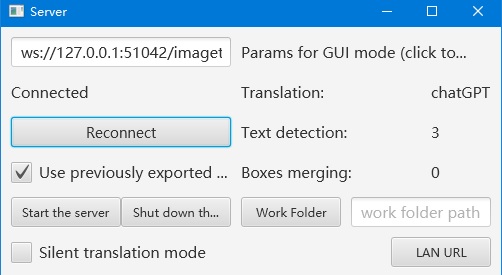 Server
ws://127.0.0.1:51042/imaget
Params for GUI mode (click to...
Connected
Translation:
chatGPT
Reconnect
Text detection:
3
Use previously exported ...
Boxes merging:
0
Start the server
Shut down th...
Work Folder
work folder path
Silent translation mode
LAN URL